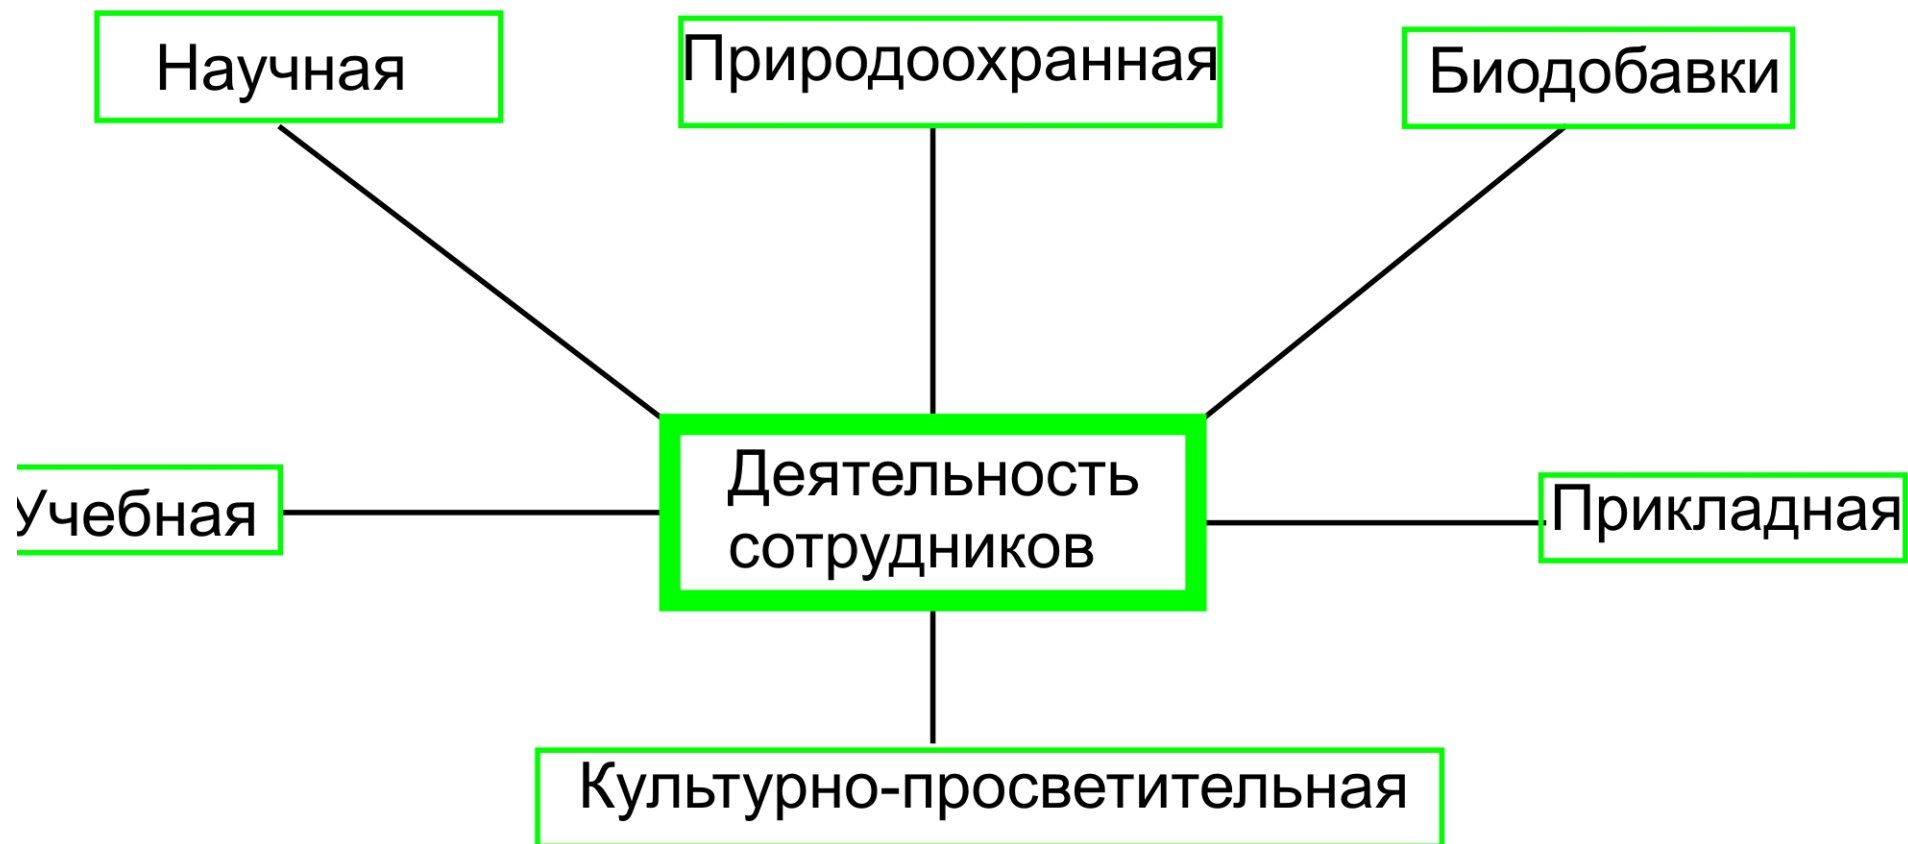 Научная
Природоохранная
Биодобавки
Учебная
Деятельность
сотрудников
Прикладная
Культурно-просветительная